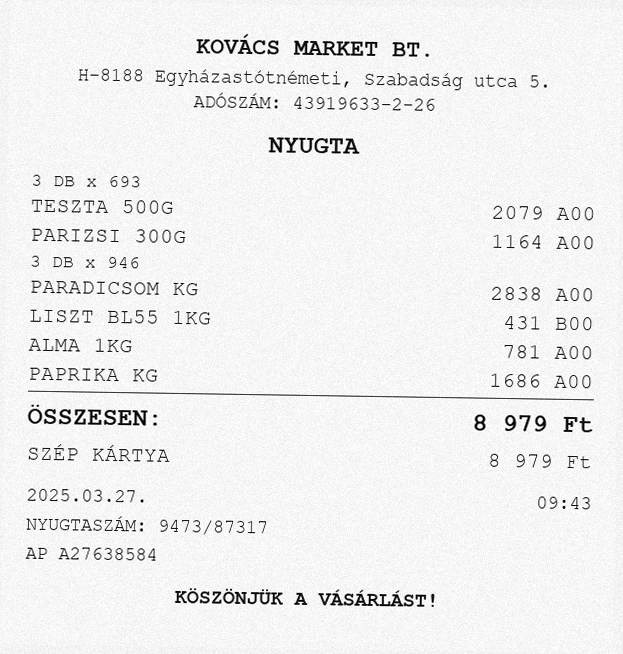 KOVÁCS MARKET BT.
H-8188 Egyházastótnémeti, Szabadság utca 5.
ADÓSZÁM: 43919633-2-26
NYUGTA
3 DB x 693
TESZTA 500G 2079 A00
PARIZSI 300G 1164 A00
3 DB x 946
PARADICSOM KG 2838 A00
LISZT BL55 1KG 431 B00
ALMA 1KG 781 A00
PAPRIKA KG 1686 A00
ÖSSZESEN: 8 979 Ft
SZÉP KÁRTYA 8 979 Ft
2025.03.27. 09:43
NYUGTASZÁM: 9473/87317
AP A27638584
KÖSZÖNJÜK A VÁSÁRLÁST!